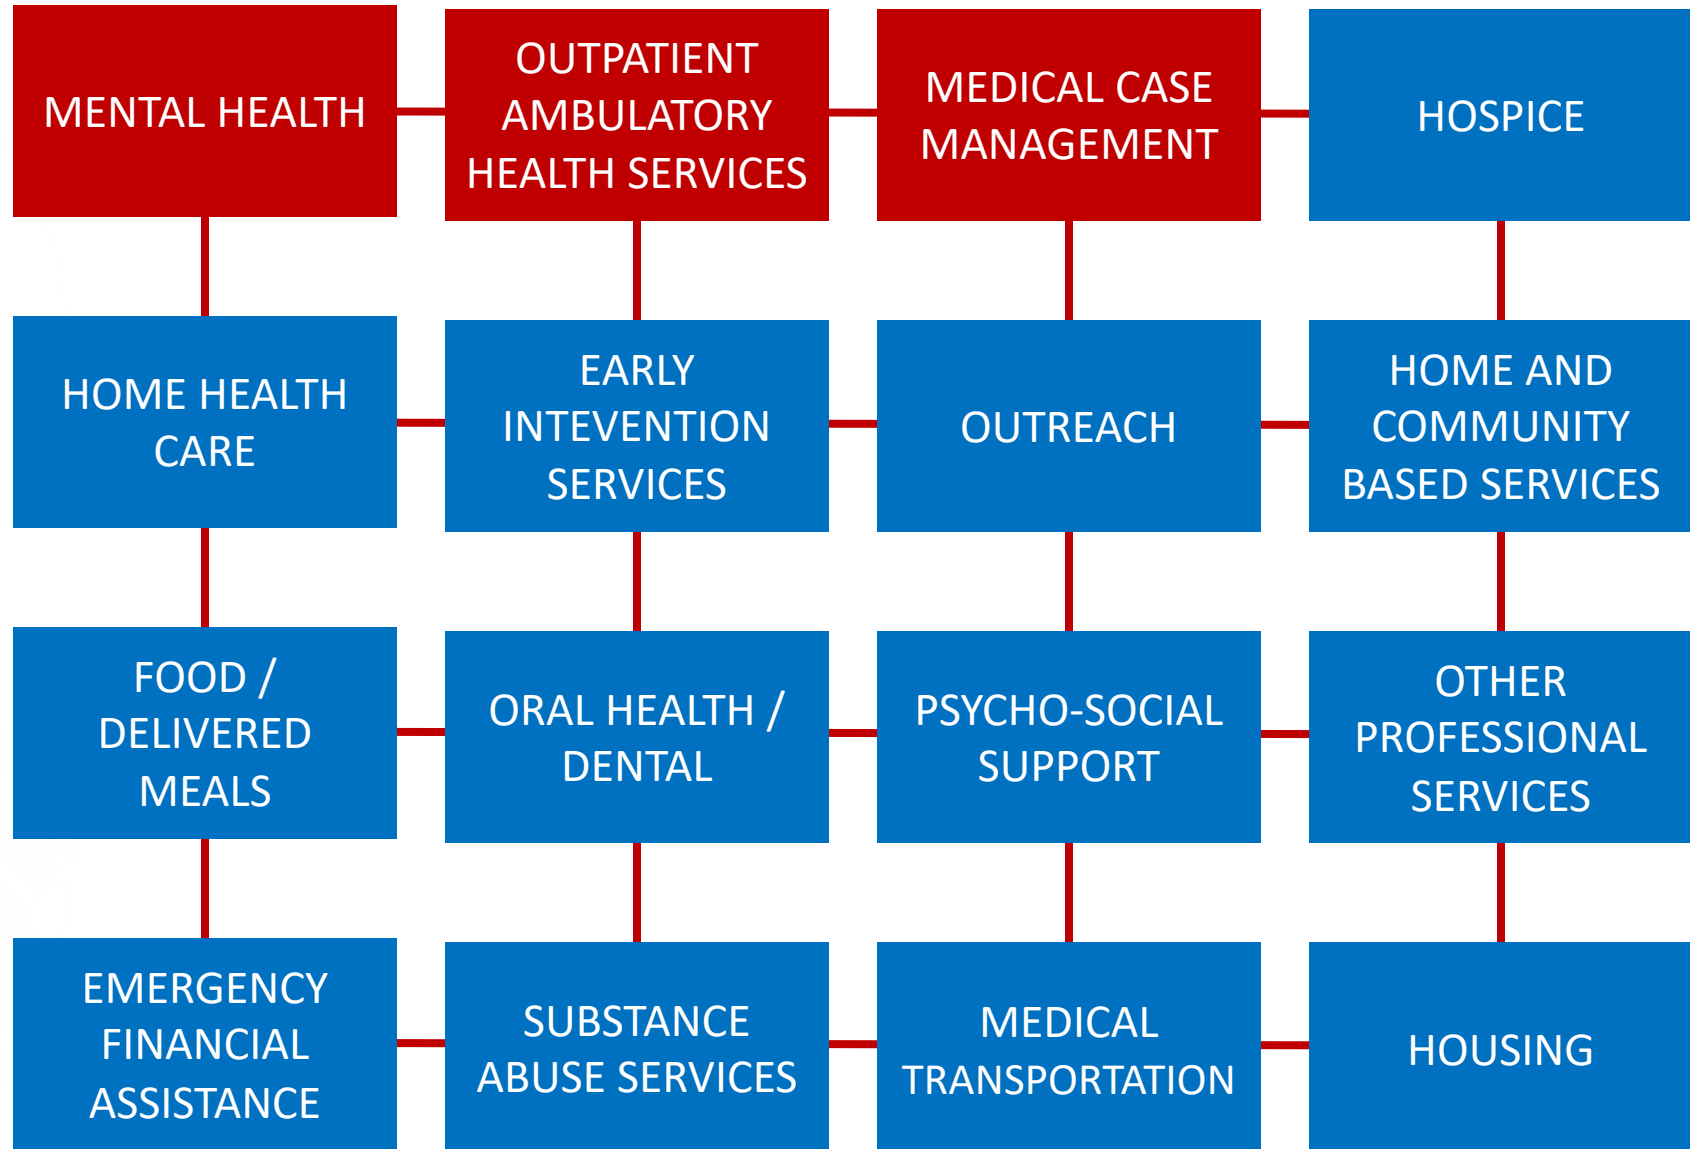 MENTAL HEALTH
OUTPATIENT
AMBULATORY
HEALTH SERVICES
MEDICAL CASE
MANAGEMENT
HOSPICE
HOME HEALTH
CARE
EARLY
INTEVENTION
SERVICES
OUTREACH
HOME AND
COMMUNITY
BASED SERVICES
FOOD /
DELIVERED
MEALS
ORAL HEALTH /
DENTAL
PSYCHO-SOCIAL
SUPPORT
OTHER
PROFESSIONAL
SERVICES
EMERGENCY
FINANCIAL
ASSISTANCE
SUBSTANCE
ABUSE SERVICES
MEDICAL
TRANSPORTATION
HOUSING